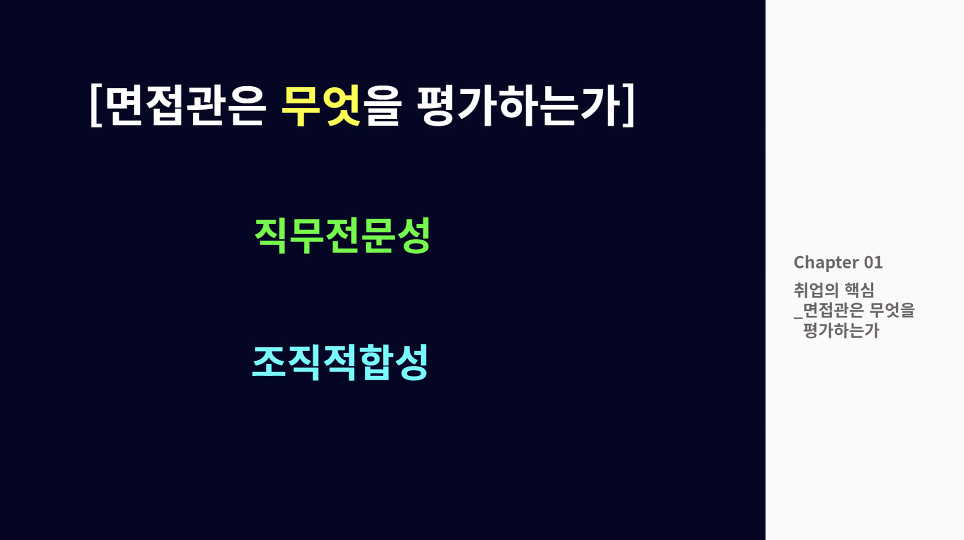 [면접관은 무엇을 평가하는가]
직무전문성
조직적합성
Chapter 01
취업의 핵심
_면접관은 무엇을
평가하는가